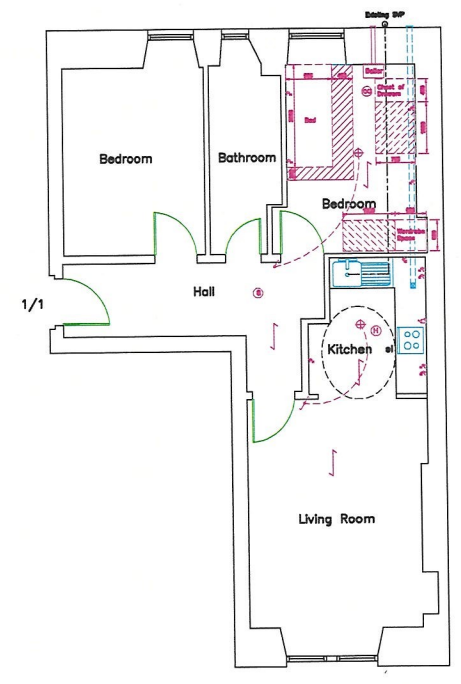 Existing SVP
Boiler
Chest of
Drawers
Bed
Bedroom
Bathroom
Bedroom
Wardrobe
Space
Hall
S
1/1
H
Kitchen
Living Room